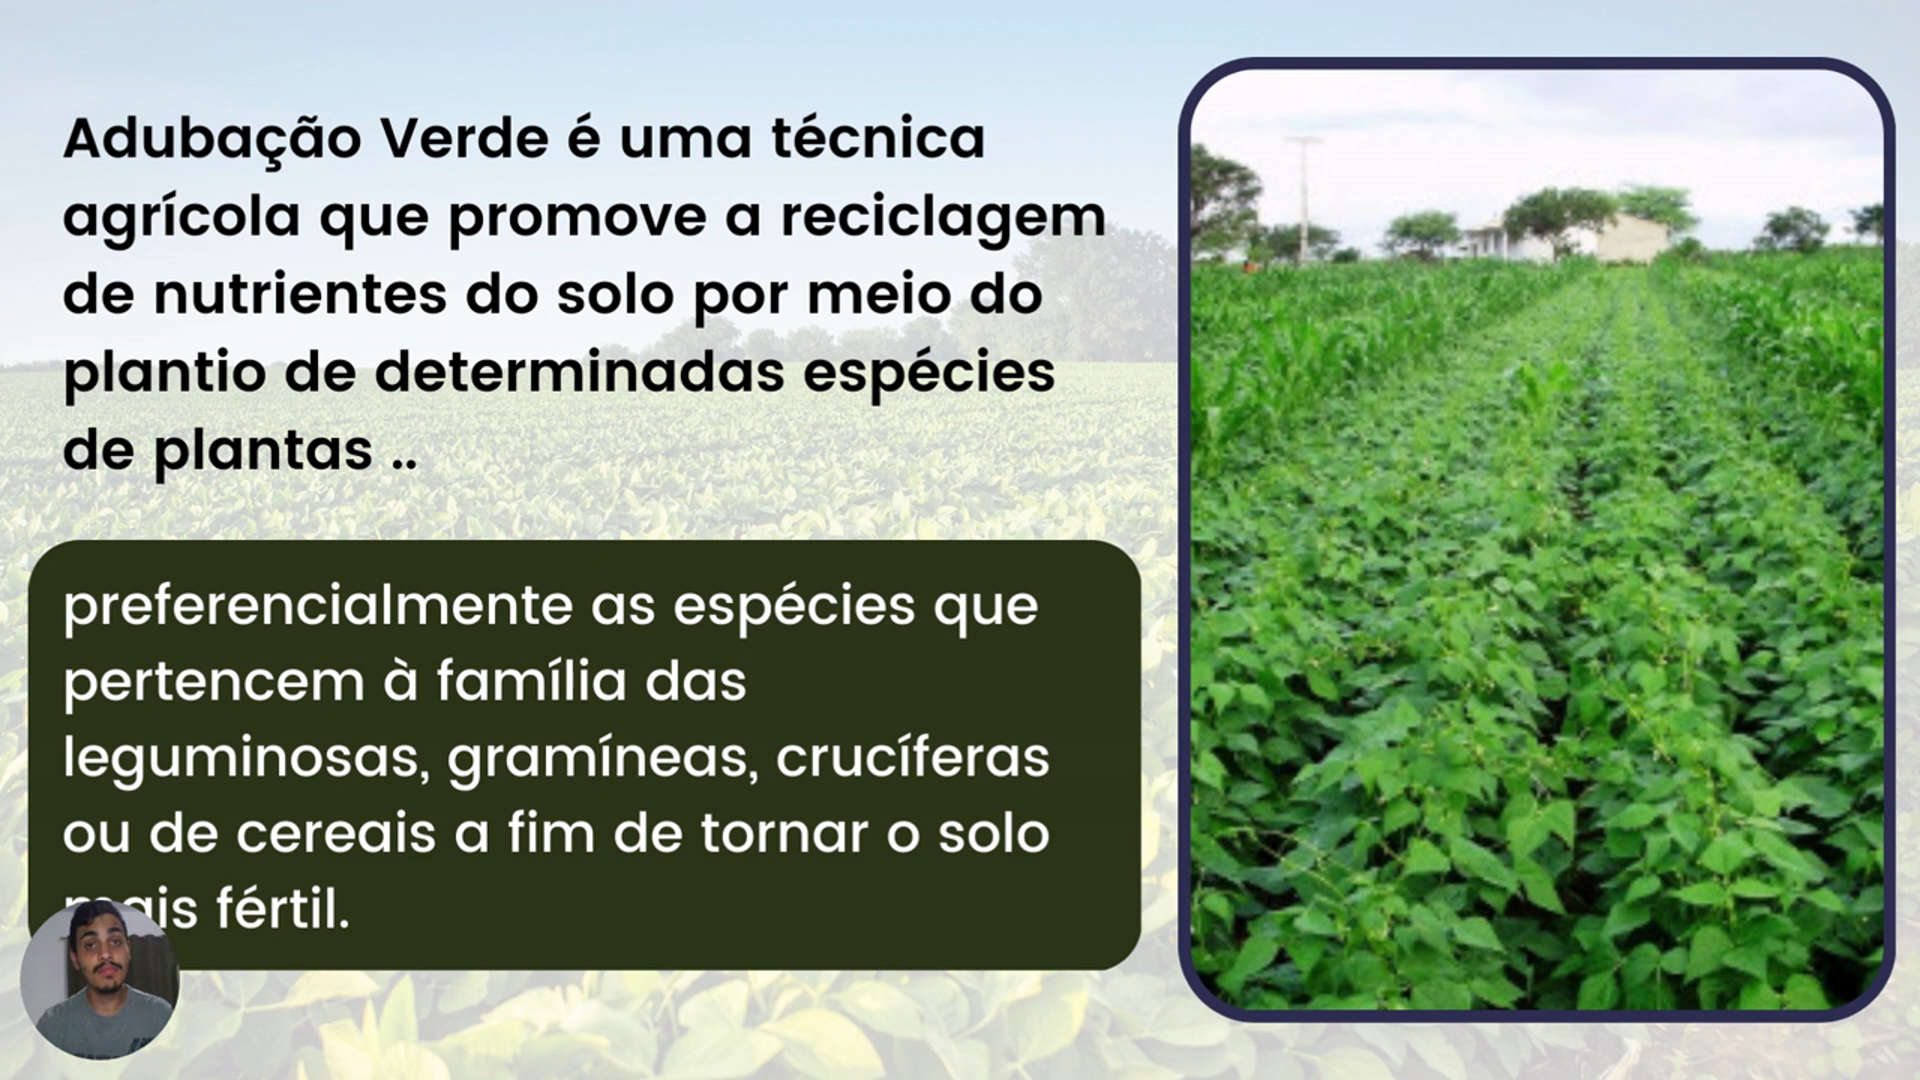 Adubação Verde é uma técnica
agrícola que promove a reciclagem
de nutrientes do solo por meio do
plantio de determinadas espécies
de plantas ..
preferencialmente as espécies que
pertencem à família das
leguminosas, gramíneas, crucíferas
ou de cereais a fim de tornar o solo
mais fértil.